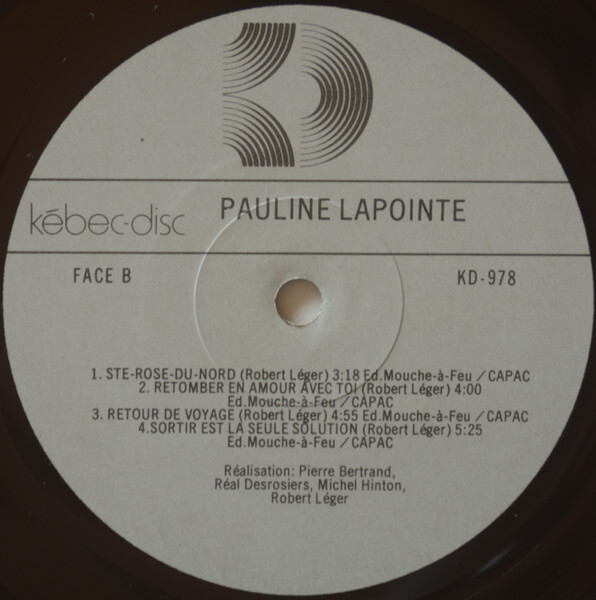 kébec-disc
PAULINE LAPOINTE
FACE B
KD-978
1. STE-ROSE-DU-NORD (Robert Léger) 3:18 Ed.Mouche-à-Feu / CAPAC
2. RETOMBER EN AMOUR AVEC TOI (Robert Léger) 4:00
Ed.Mouche-à-Feu / CAPAC
3. RETOUR DE VOYAGE (Robert Léger) 4:55 Ed.Mouche-à-Feu / CAPAC
4.SORTIR EST LA SEULE SOLUTION (Robert Léger) 5:25
Ed.Mouche-à-Feu / CAPAC
Réalisation: Pierre Bertrand,
Réal Desrosiers, Michel Hinton,
Robert Léger